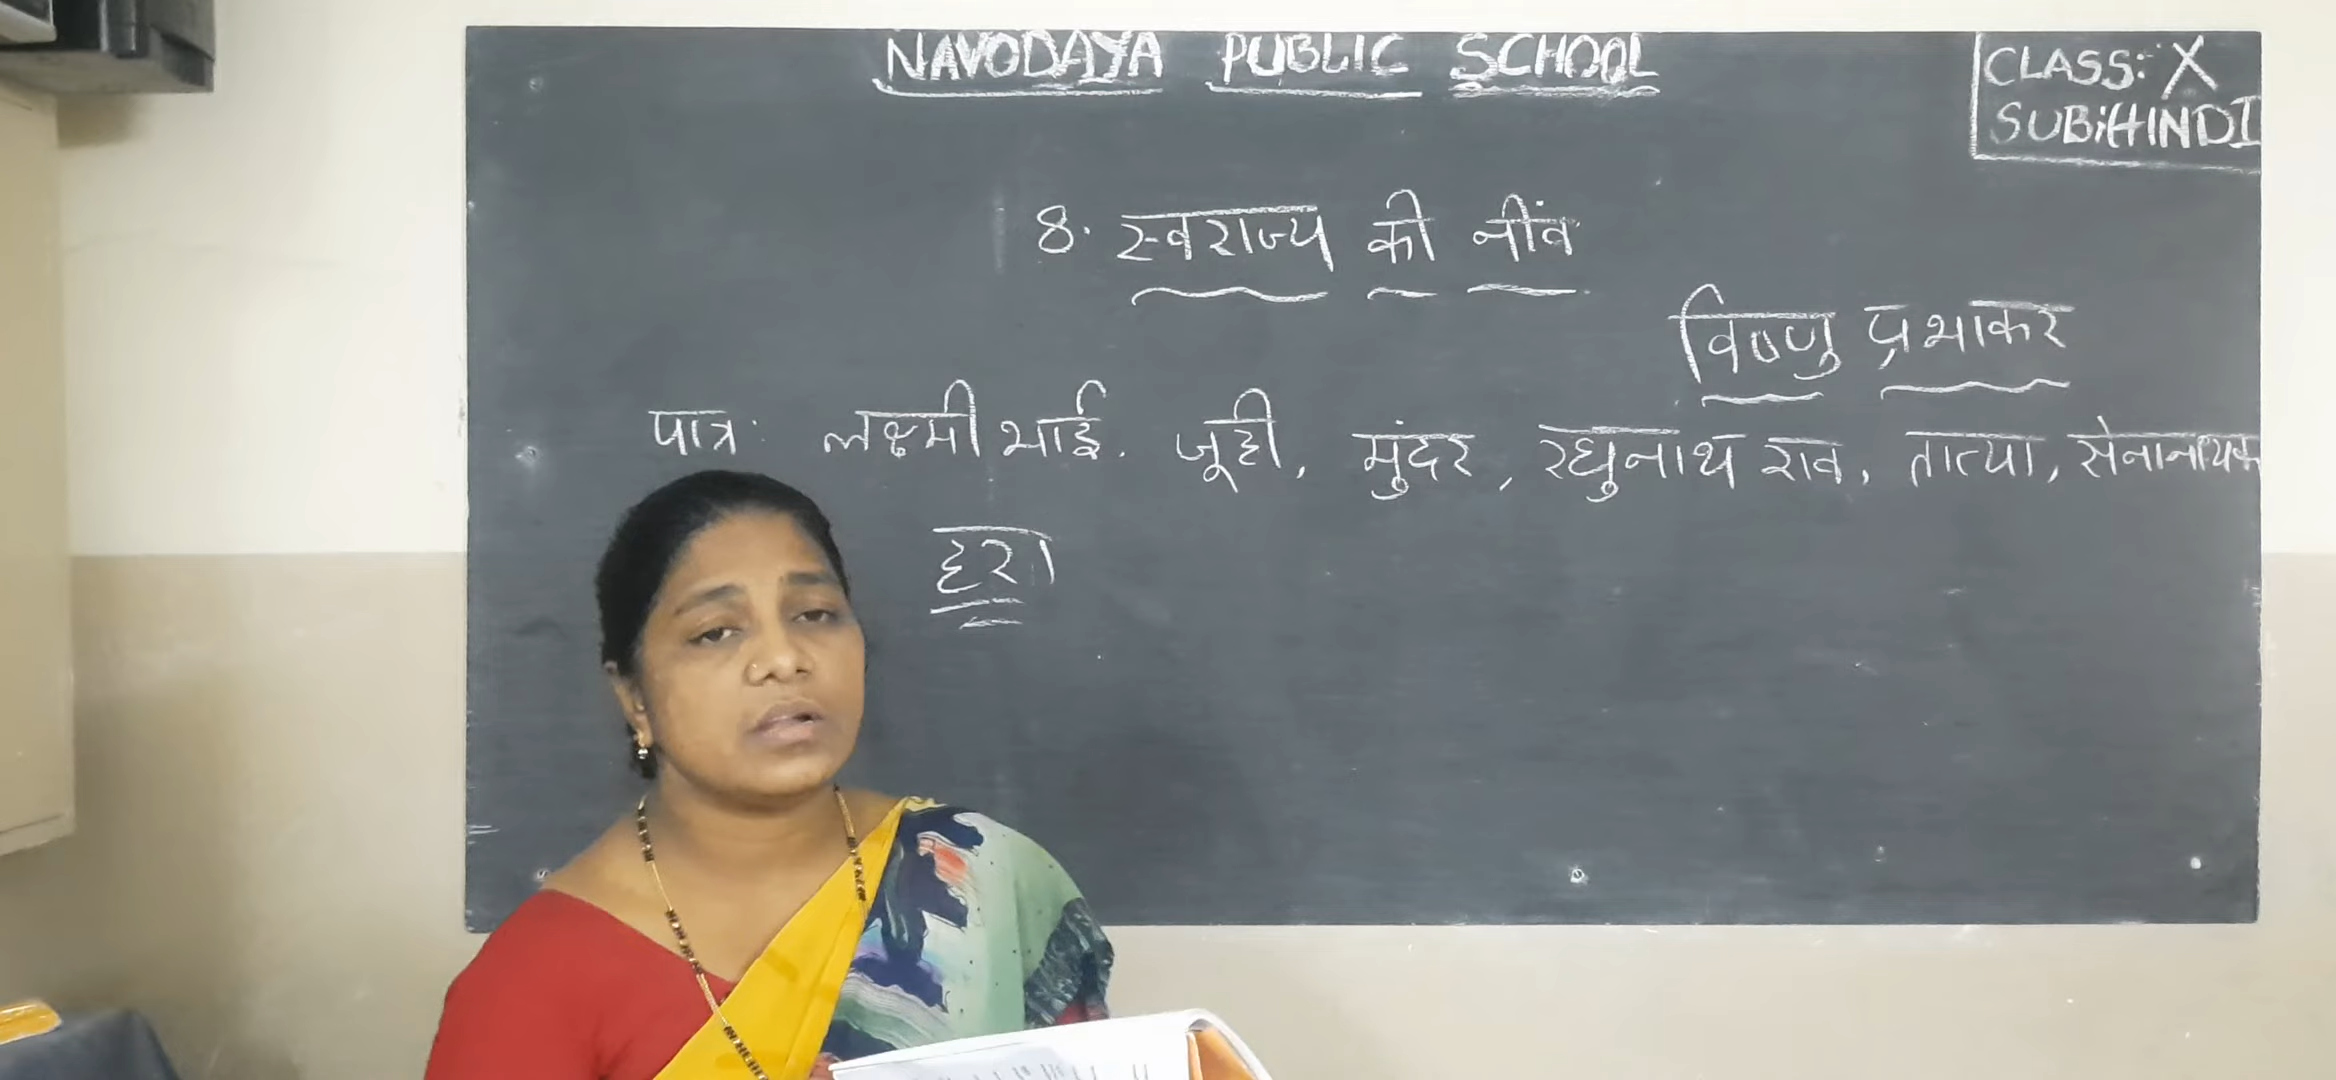 NAVODAYA PUBLIC SCHOOL
CLASS: X
SUB: HINDI
8. स्वराज्य की नींव
विष्णु प्रभाकर
पात्र: लक्ष्मी भाई. जूही, मुंदर, रघुनाथ राव, तात्या, सेनानायक